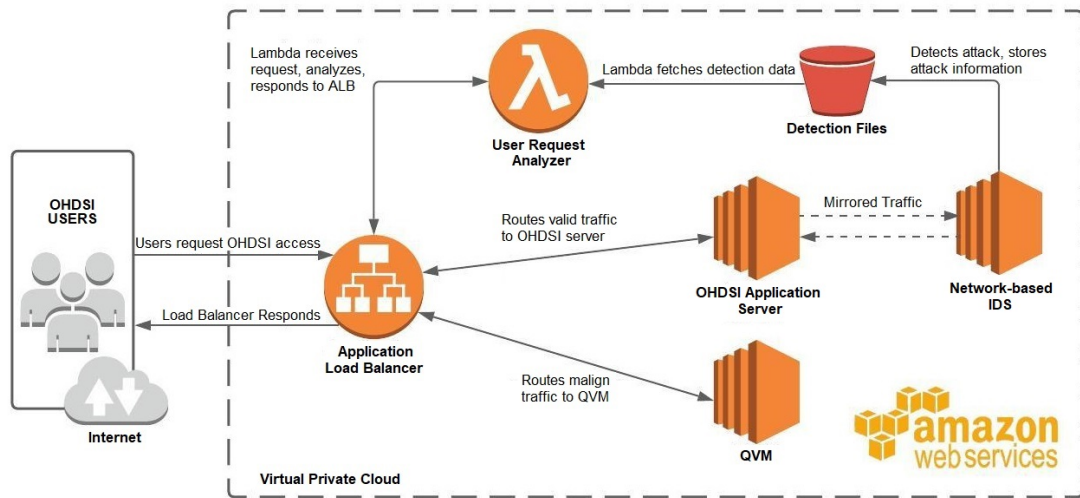 Lambda receives
request, analyzes,
responds to ALB
User Request
Analyzer
Lambda fetches detection data
Detection Files
Detects attack, stores
attack information
OHDSI
USERS
Users request OHDSI access
Load Balancer Responds
Internet
Application
Load Balancer
Routes valid traffic
to OHDSI server
OHDSI Application
Server
Mirrored Traffic
Network-based
IDS
Routes malign
traffic to QVM
QVM
amazon
web services
Virtual Private Cloud